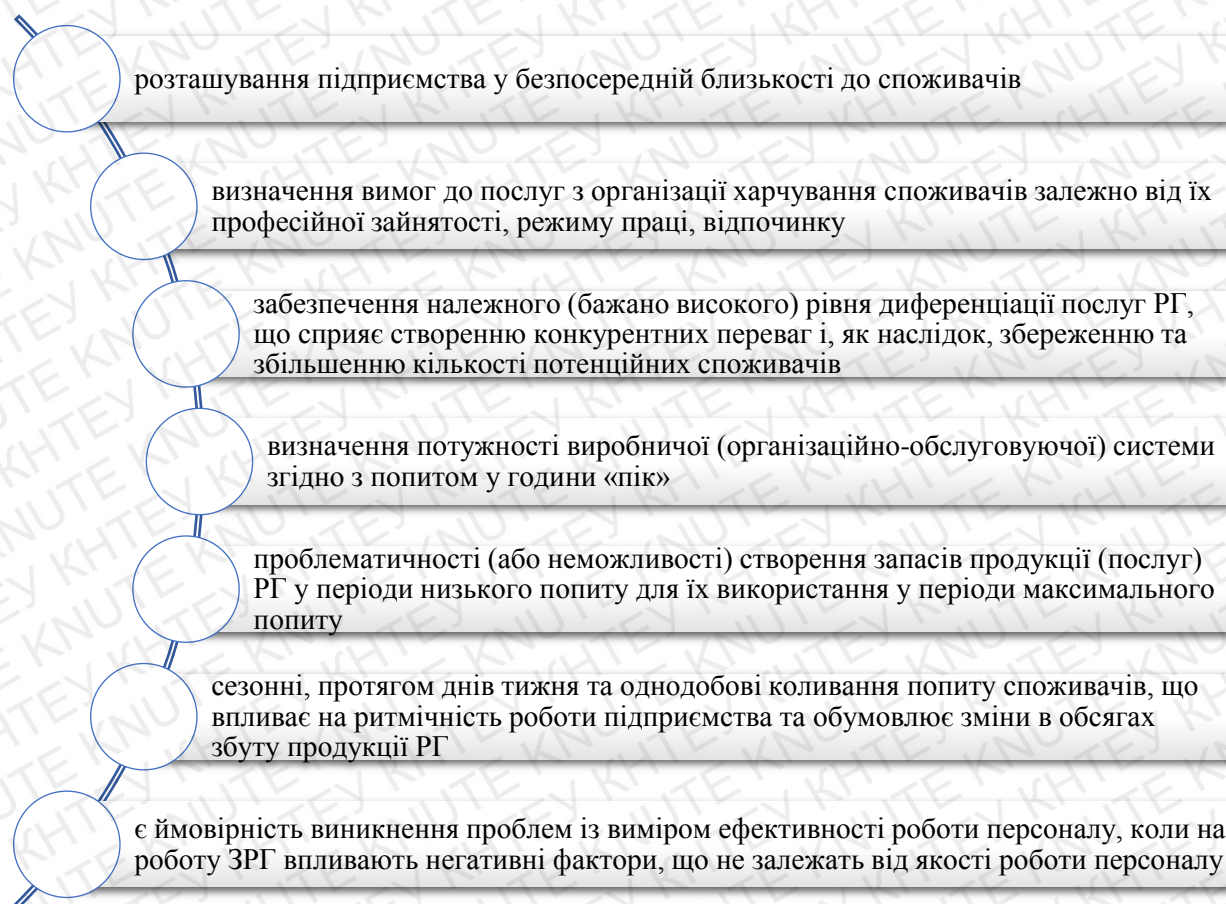 розташування підприємства у безпосередній близькості до споживачів
визначення вимог до послуг з організації харчування споживачів залежно від їх
професійної зайнятості, режиму праці, відпочинку
забезпечення належного (бажано високого) рівня диференціації послуг РГ,
що сприяє створенню конкурентних переваг і, як наслідок, збереженню та
збільшенню кількості потенційних споживачів
визначення потужності виробничої (організаційно-обслуговуючої) системи
згідно з попитом у години «пік»
проблематичності (або неможливості) створення запасів продукції (послуг)
РГ у періоди низького попиту для їх використання у періоди максимального
попиту
сезонні, протягом днів тижня та однодобові коливання попиту споживачів, що
впливає на ритмічність роботи підприємства та обумовлює зміни в обсягах
збуту продукції РГ
є ймовірність виникнення проблем із виміром ефективності роботи персоналу, коли на
роботу ЗРГ впливають негативні фактори, що не залежать від якості роботи персоналу